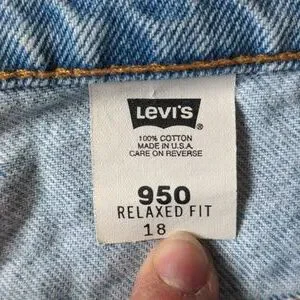 LEVI'S ®
100% COTTON
MADE IN U.S.A.
CARE ON REVERSE
950
RELAXED FIT
18